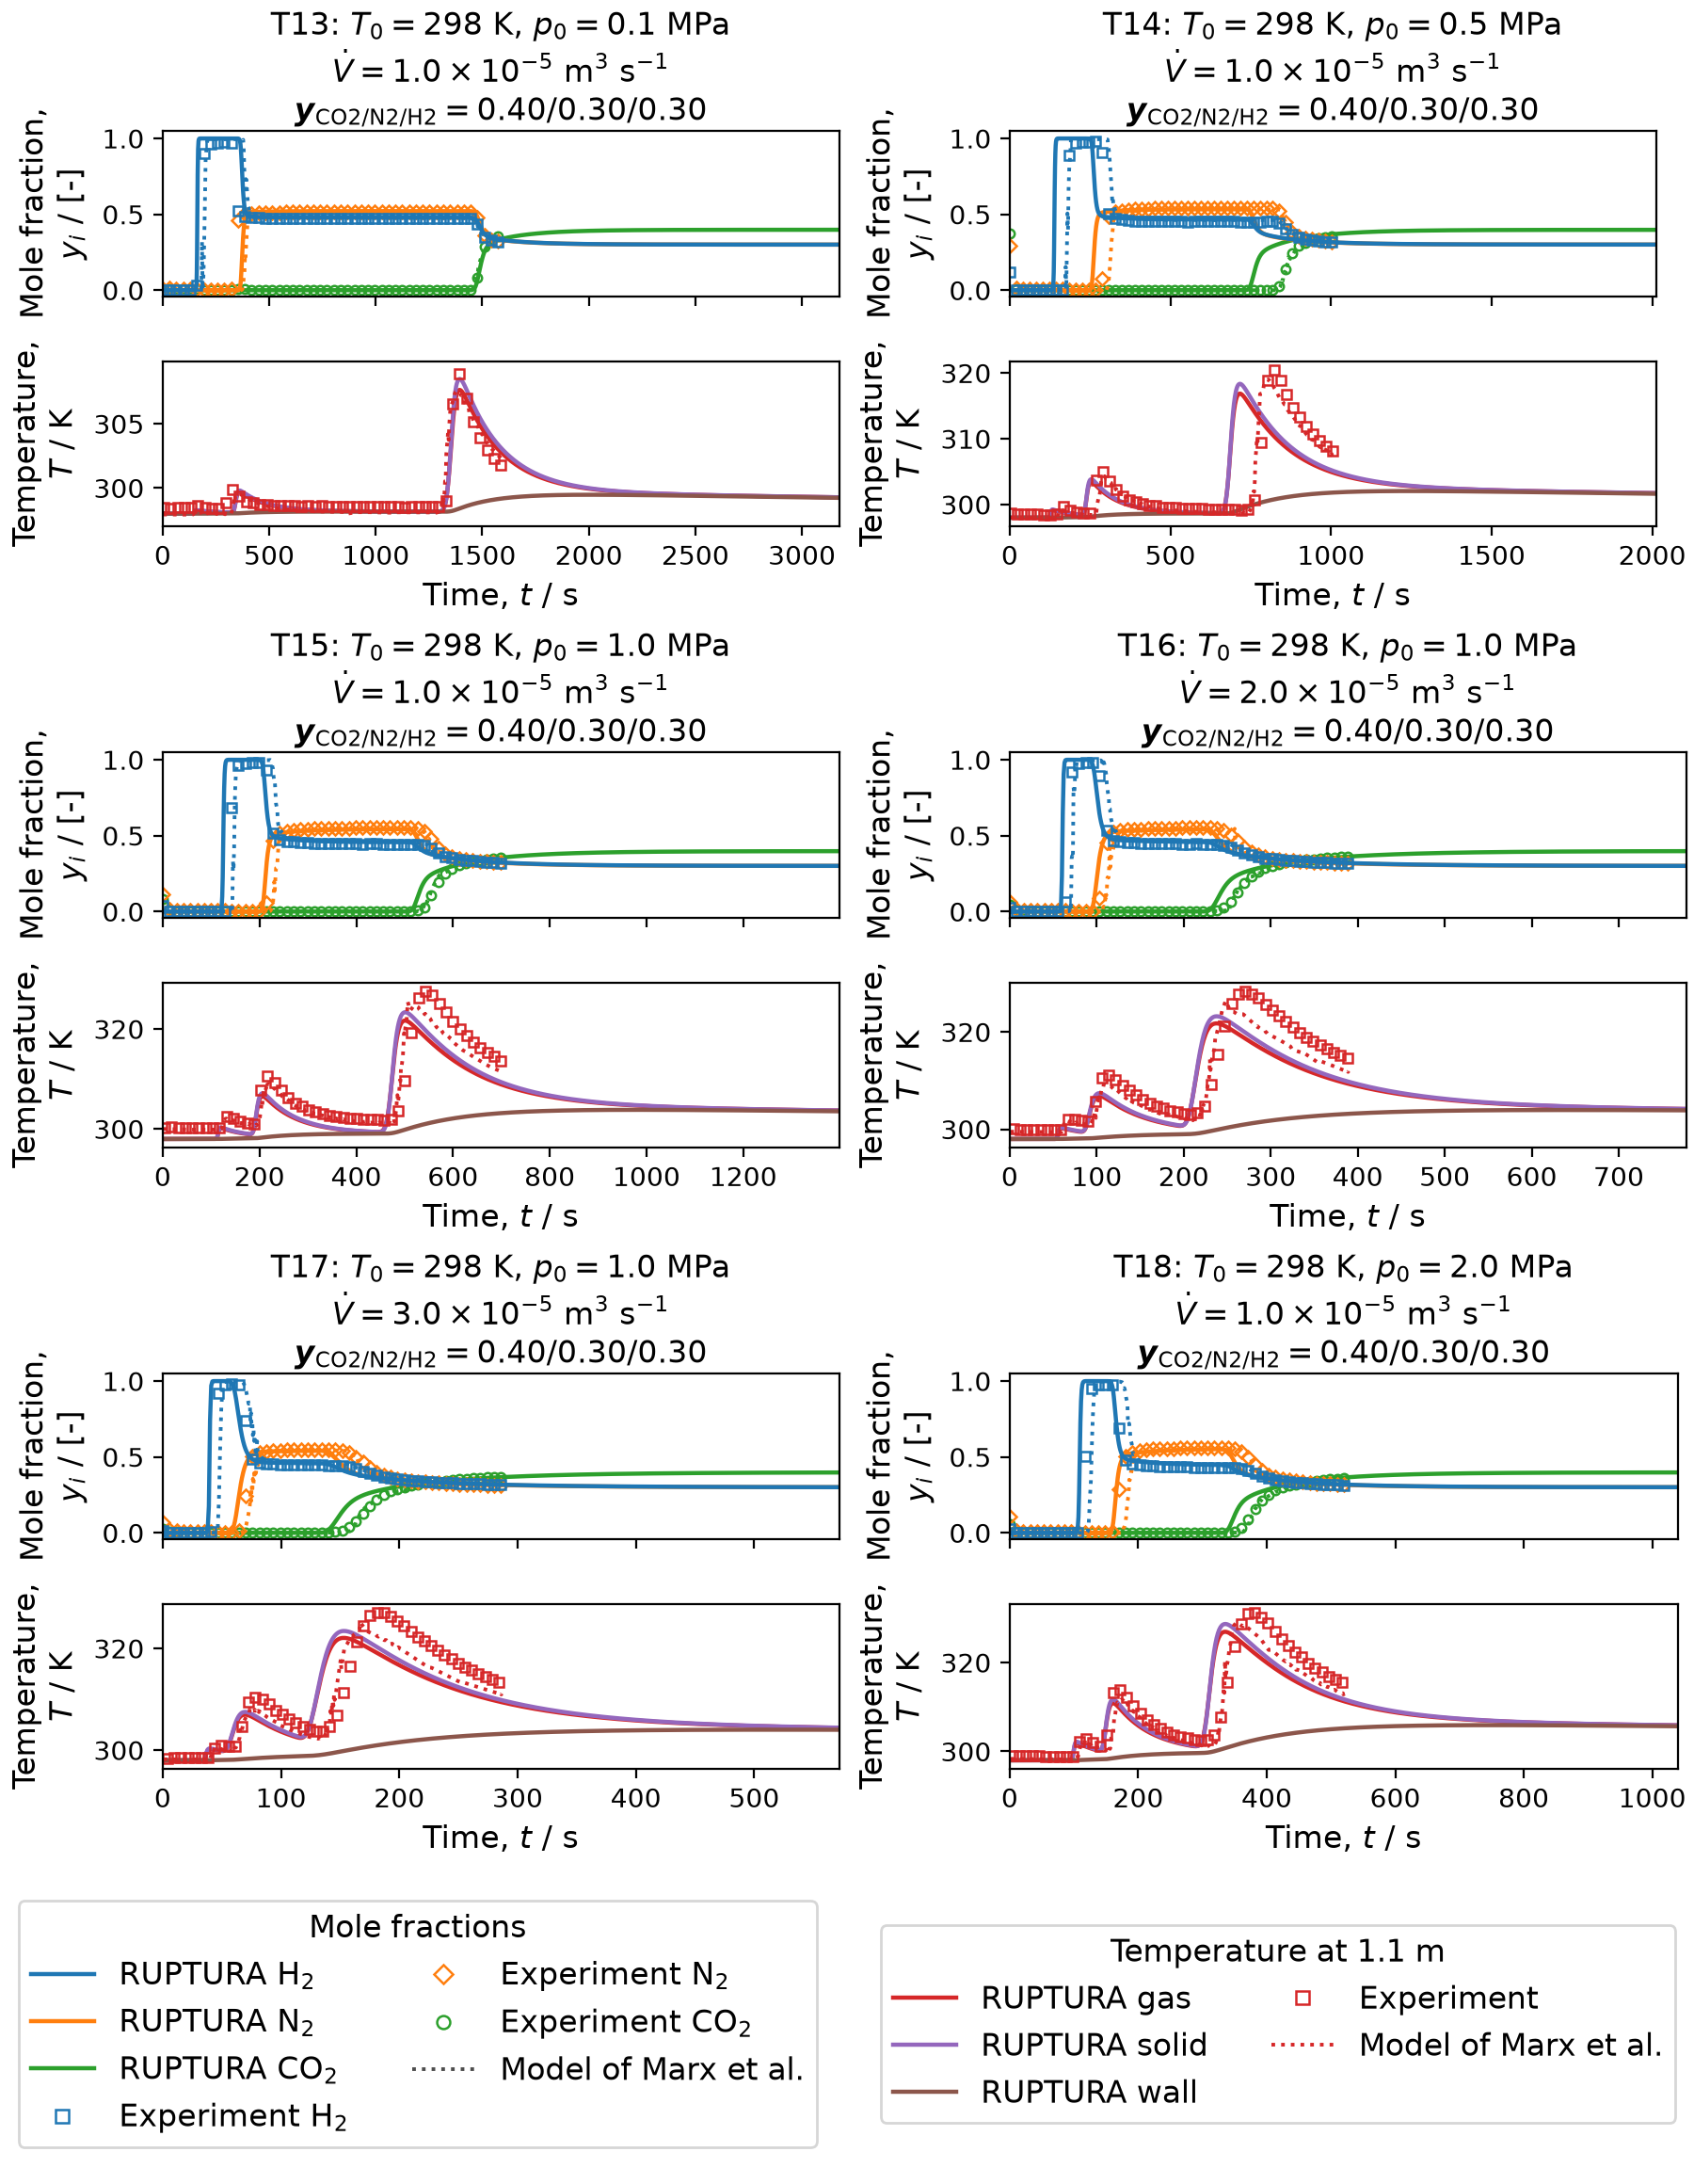 T13: T₀ = 298 K, p₀ = 0.1 MPa
V̇ = 1.0 × 10⁻⁵ m³ s⁻¹
y_CO2/N2/H2 = 0.40/0.30/0.30
Mole fraction,
yᵢ / [-]
1.0
0.5
0.0
Temperature,
T / K
305
300
0 500 1000 1500 2000 2500 3000
Time, t / s
T14: T₀ = 298 K, p₀ = 0.5 MPa
V̇ = 1.0 × 10⁻⁵ m³ s⁻¹
y_CO2/N2/H2 = 0.40/0.30/0.30
Mole fraction,
yᵢ / [-]
1.0
0.5
0.0
Temperature,
T / K
320
310
300
0 500 1000 1500 2000
Time, t / s
T15: T₀ = 298 K, p₀ = 1.0 MPa
V̇ = 1.0 × 10⁻⁵ m³ s⁻¹
y_CO2/N2/H2 = 0.40/0.30/0.30
Mole fraction,
yᵢ / [-]
1.0
0.5
0.0
Temperature,
T / K
320
300
0 200 400 600 800 1000 1200
Time, t / s
T16: T₀ = 298 K, p₀ = 1.0 MPa
V̇ = 2.0 × 10⁻⁵ m³ s⁻¹
y_CO2/N2/H2 = 0.40/0.30/0.30
Mole fraction,
yᵢ / [-]
1.0
0.5
0.0
Temperature,
T / K
320
300
0 100 200 300 400 500 600 700
Time, t / s
T17: T₀ = 298 K, p₀ = 1.0 MPa
V̇ = 3.0 × 10⁻⁵ m³ s⁻¹
y_CO2/N2/H2 = 0.40/0.30/0.30
Mole fraction,
yᵢ / [-]
1.0
0.5
0.0
Temperature,
T / K
320
300
0 100 200 300 400 500
Time, t / s
T18: T₀ = 298 K, p₀ = 2.0 MPa
V̇ = 1.0 × 10⁻⁵ m³ s⁻¹
y_CO2/N2/H2 = 0.40/0.30/0.30
Mole fraction,
yᵢ / [-]
1.0
0.5
0.0
Temperature,
T / K
320
300
0 200 400 600 800 1000
Time, t / s
Mole fractions
RUPTURA H₂
RUPTURA N₂
RUPTURA CO₂
Experiment H₂
Experiment N₂
Experiment CO₂
Model of Marx et al.
Temperature at 1.1 m
RUPTURA gas
RUPTURA solid
RUPTURA wall
Experiment
Model of Marx et al.